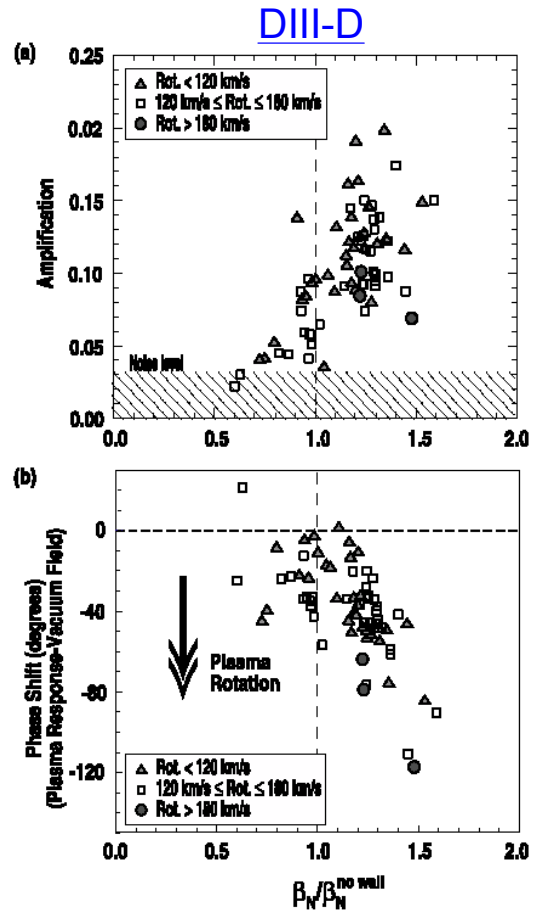 DIII-D
(a)
0.25
0.02
0.15
0.10
0.05
0.00
Amplification
Rot. < 120 km/s
120 km/s ≤ Rot. ≤ 180 km/s
Rot. > 180 km/s
Noise level
0.0 0.5 1.0 1.5 2.0
(b)
0
-40
-80
-120
Phase Shift (degrees)
(Plasma Response-Vacuum Field)
Plasma
Rotation
Rot. < 120 km/s
120 km/s ≤ Rot. ≤ 180 km/s
Rot. > 180 km/s
0.0 0.5 1.0 1.5 2.0
βN/βN no wall